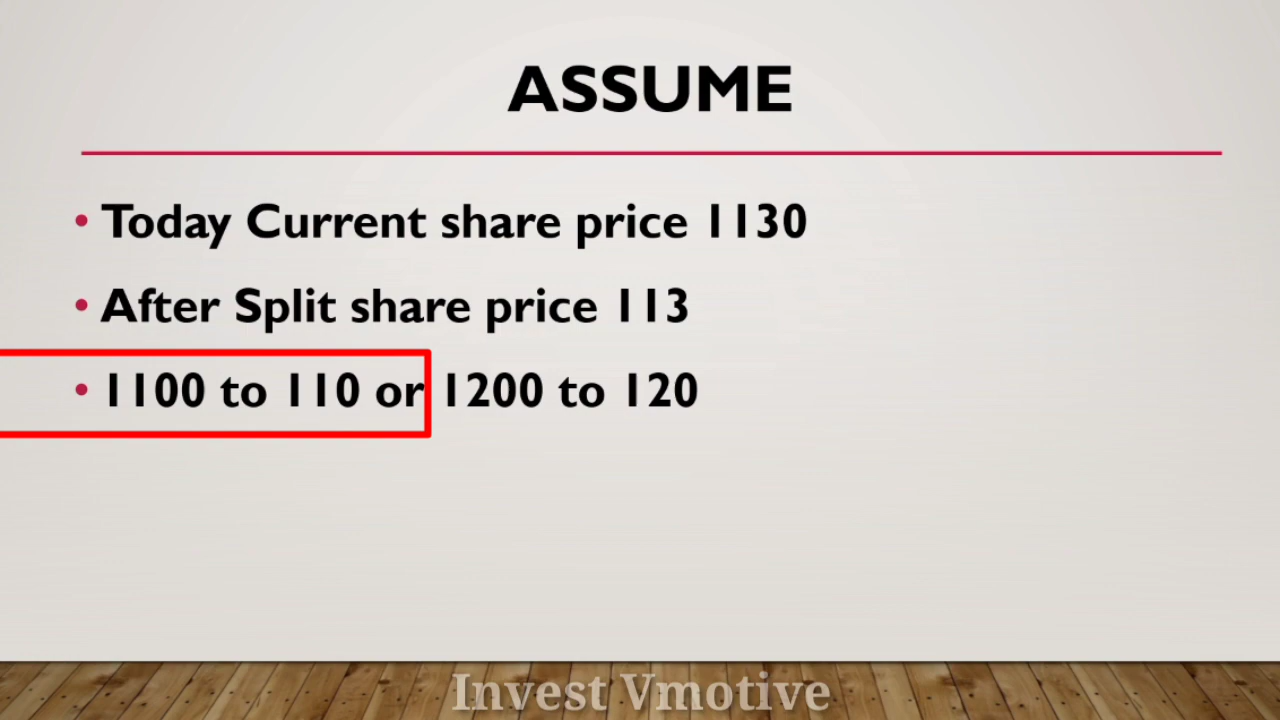 ASSUME
• Today Current share price 1130
• After Split share price 113
• 1100 to 110 or 1200 to 120
Invest Vmotive